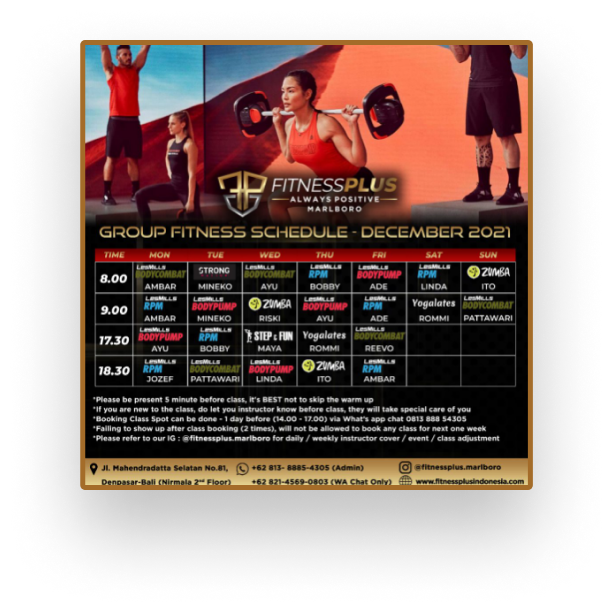 FITNESSPLUS
ALWAYS POSITIVE
MARLBORO
GROUP FITNESS SCHEDULE - DECEMBER 2021
TIME MON TUE WED THU FRI SAT SUN
8.00 LesMills BODYCOMBAT AMBAR STRONG MINEKO LesMills BODYCOMBAT AYU LesMills RPM BOBBY LesMills BODYPUMP ADE LesMills RPM LINDA ZUMBA ITO
9.00 LesMills RPM AMBAR LesMills BODYPUMP MINEKO ZUMBA RISKI LesMills BODYPUMP AYU LesMills RPM ADE Yogalates ROMMI LesMills BODYCOMBAT PATTAWARI
17.30 LesMills BODYPUMP AYU LesMills RPM BOBBY STEP & FUN MAYA Yogalates ROMMI LesMills BODYCOMBAT REEVO
18.30 LesMills RPM JOZEF LesMills BODYCOMBAT PATTAWARI LesMills BODYPUMP LINDA ZUMBA ITO LesMills RPM AMBAR
*Please be present 5 minute before class, it's BEST not to skip the warm up
*If you are new to the class, do let you instructor know before class, they will take special care of you
*Booking Class Spot can be done - 1 day before (14.00 - 17.00) via What's app chat 0813 888 54305
*Failing to show up after class booking (2 times), will not be allowed to book any class for next one week
*Please refer to our IG : @fitnessplus.marlboro for daily / weekly instructor cover / event / class adjustment
Jl. Mahendradatta Selatan No.81, +62 813- 8885-4305 (Admin) @fitnessplus.marlboro
Denpasar-Bali (Nirmala 2nd Floor) +62 821-4569-0803 (WA Chat Only) www.fitnessplusindonesia.com